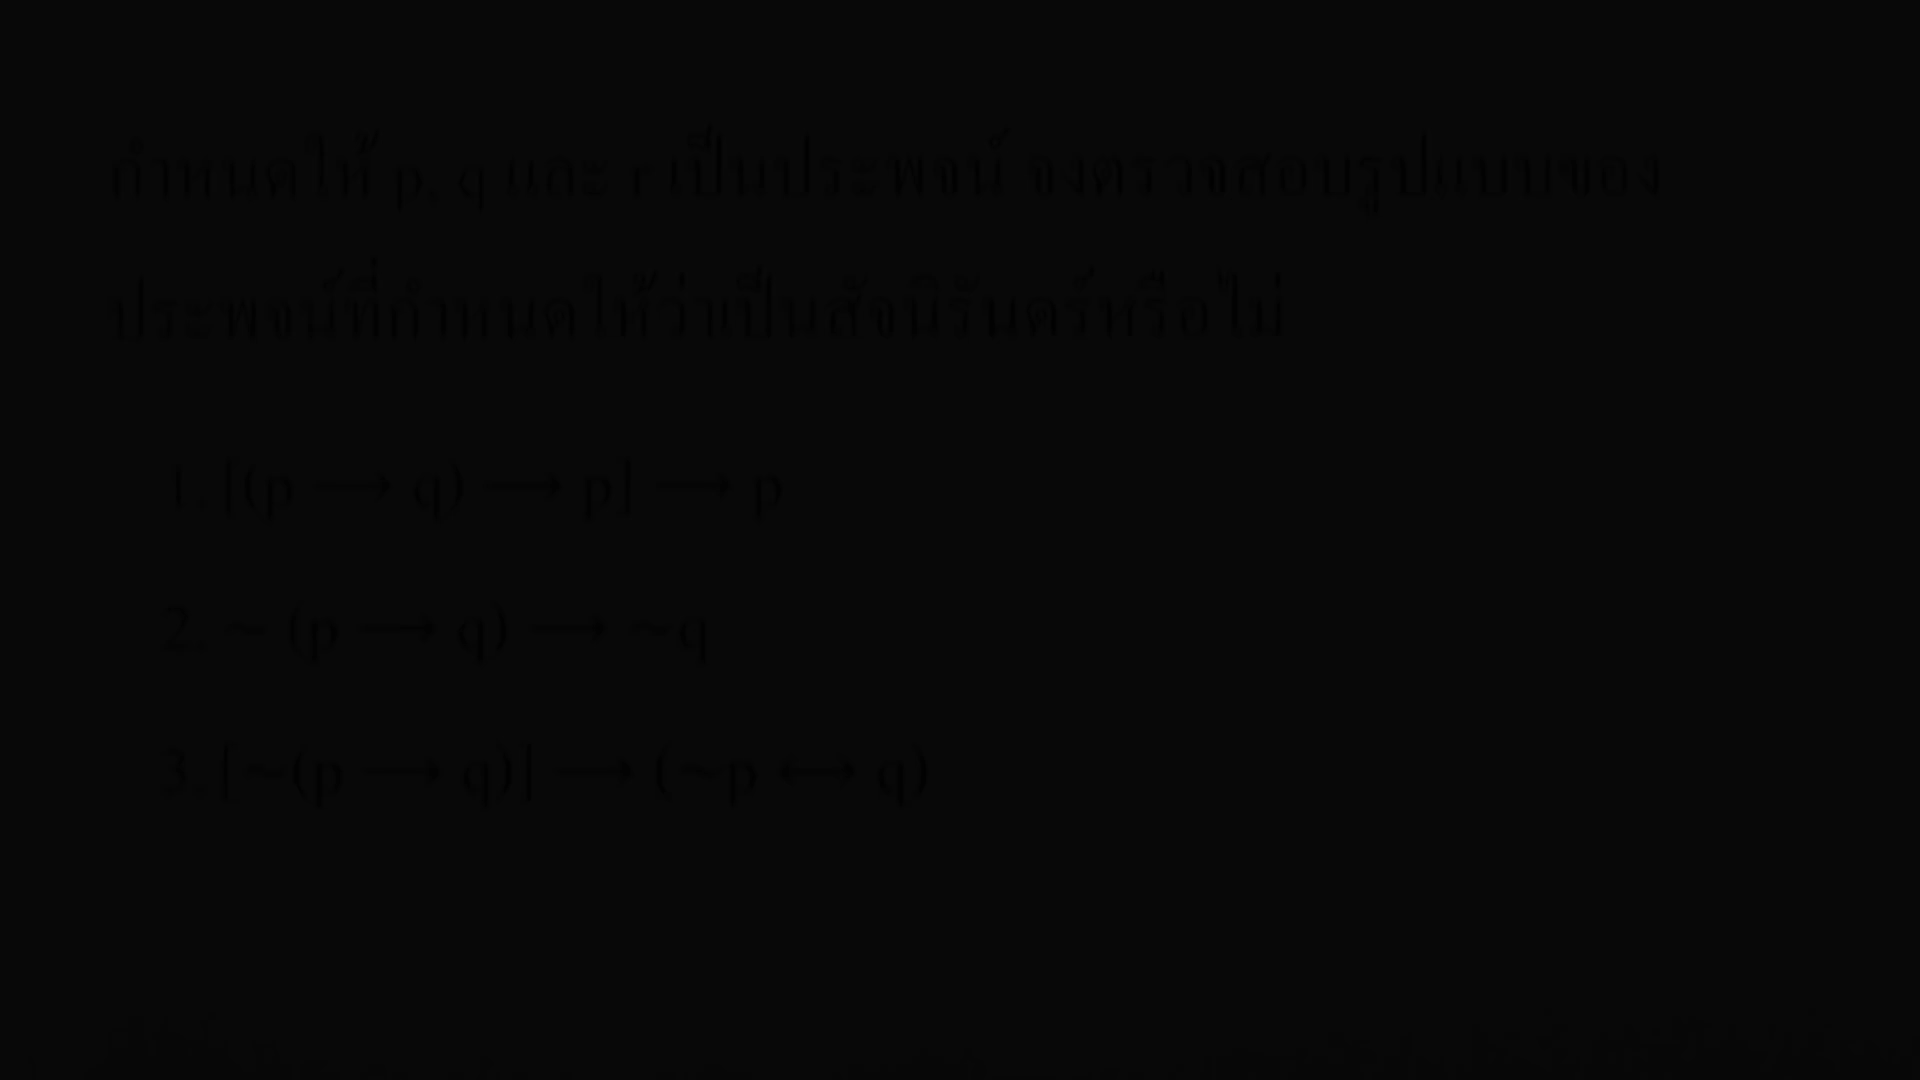 กำหนดให้ p, q และ r เป็นประพจน์ จงตรวจสอบรูปแบบของ
ประพจน์ที่กำหนดให้ว่าเป็นสัจนิรันดร์หรือไม่
1. [(p ⟶ q) ⟶ p] ⟶ p
2. ~ (p ⟶ q) ⟶ ~q
3. [~(p ⟶ q)] ⟶ (~p ⟷ q)